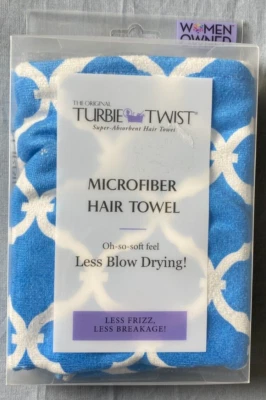 WOMEN
OWNED
THE ORIGINAL
TURBIE TWIST
Super-Absorbent Hair Towel
MICROFIBER
HAIR TOWEL
Oh-so-soft feel
Less Blow Drying!
LESS FRIZZ,
LESS BREAKAGE!